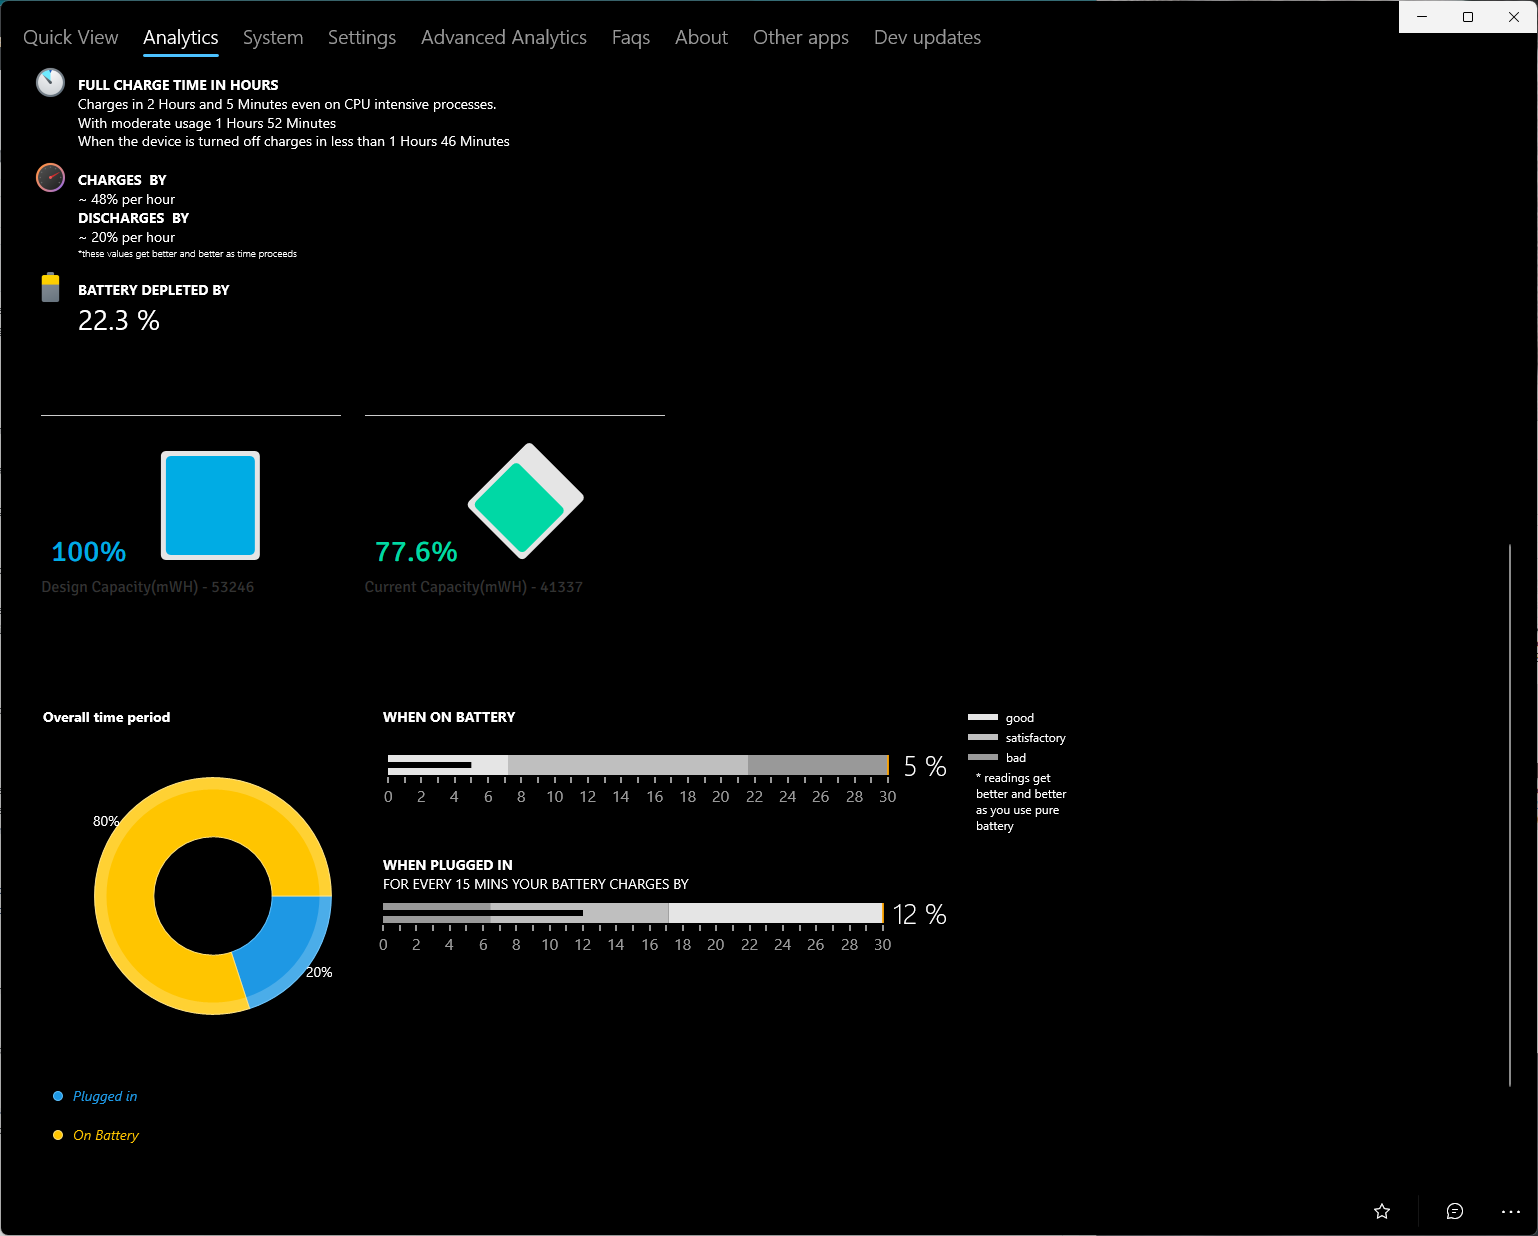 Quick View Analytics System Settings Advanced Analytics Faqs About Other apps Dev updates
FULL CHARGE TIME IN HOURS
Charges in 2 Hours and 5 Minutes even on CPU intensive processes.
With moderate usage 1 Hours 52 Minutes
When the device is turned off charges in less than 1 Hours 46 Minutes
CHARGES BY
~ 48% per hour
DISCHARGES BY
~ 20% per hour
*these values get better and better as time proceeds
BATTERY DEPLETED BY
22.3 %
100%
Design Capacity(mWH) - 53246
77.6%
Current Capacity(mWH) - 41337
Overall time period
80%
20%
Plugged in
On Battery
WHEN ON BATTERY
5 %
0 2 4 6 8 10 12 14 16 18 20 22 24 26 28 30
good
satisfactory
bad
* readings get
better and better
as you use pure
battery
WHEN PLUGGED IN
FOR EVERY 15 MINS YOUR BATTERY CHARGES BY
12 %
0 2 4 6 8 10 12 14 16 18 20 22 24 26 28 30